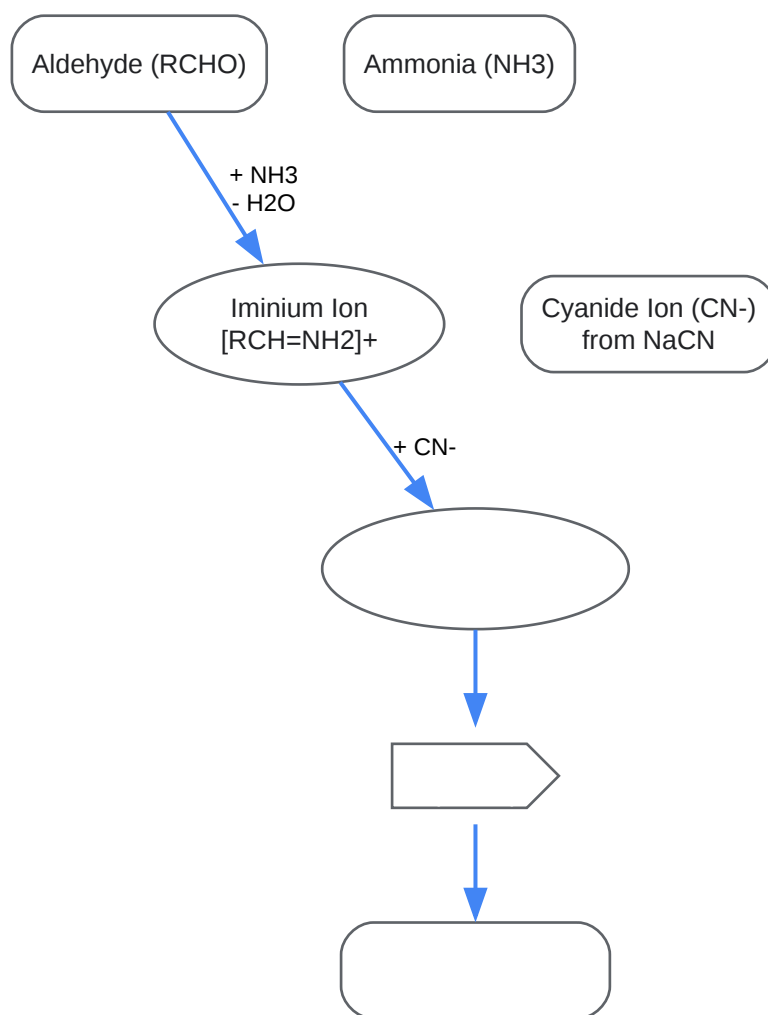 Aldehyde (RCHO)
Ammonia (NH3)
+ NH3
- H2O
Iminium Ion
[RCH=NH2]+
Cyanide Ion (CN-)
from NaCN
+ CN-